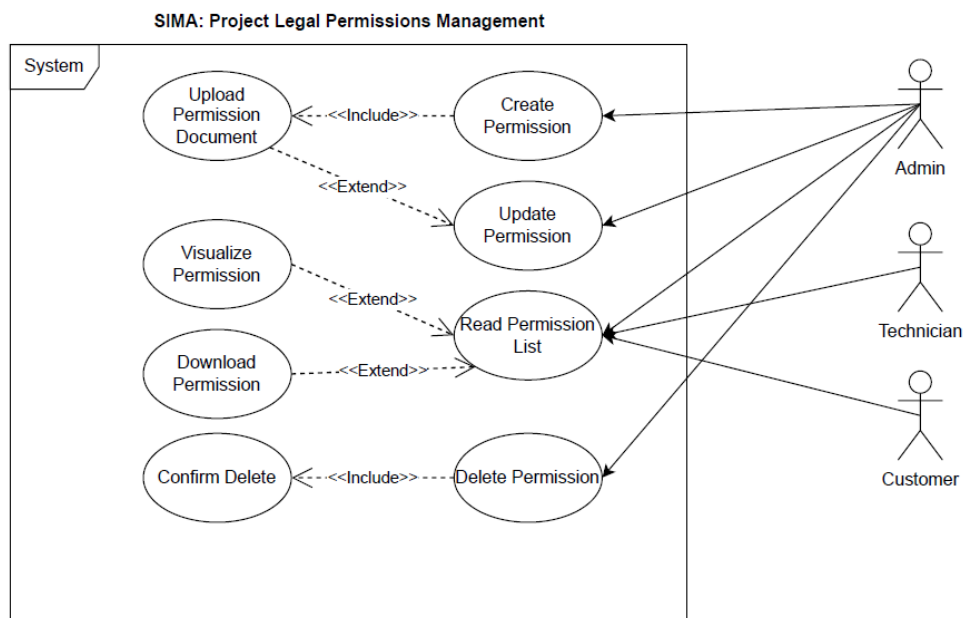 SIMA: Project Legal Permissions Management
System
Upload
Permission
Document
<<Include>>
Create
Permission
Admin
<<Extend>>
Update
Permission
Visualize
Permission
<<Extend>>
Read Permission
List
Technician
Download
Permission
<<Extend>>
Confirm Delete
<<Include>>
Delete Permission
Customer